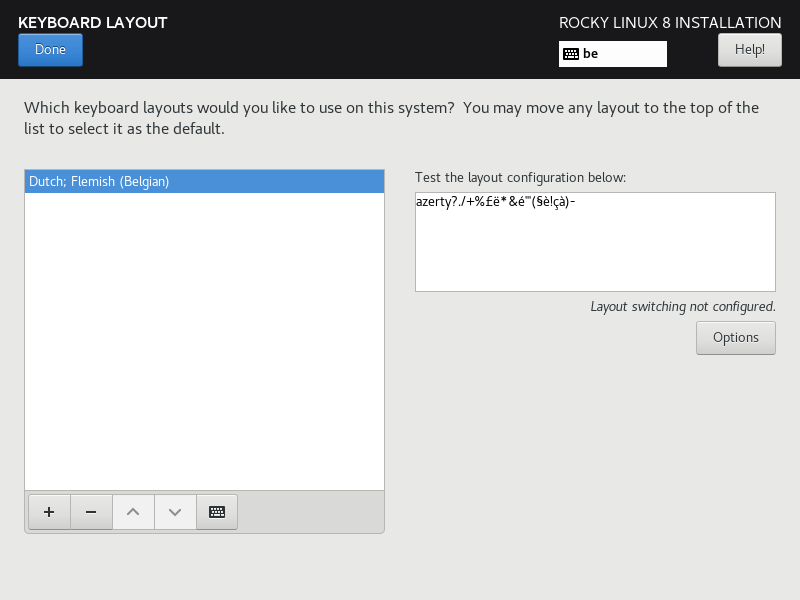 KEYBOARD LAYOUT
ROCKY LINUX 8 INSTALLATION
Done
be
Help!
Which keyboard layouts would you like to use on this system?  You may move any layout to the top of the
list to select it as the default.
Dutch; Flemish (Belgian)
Test the layout configuration below:
azerty?./+%£ë*&é"'(§è!çà)-
Layout switching not configured.
Options